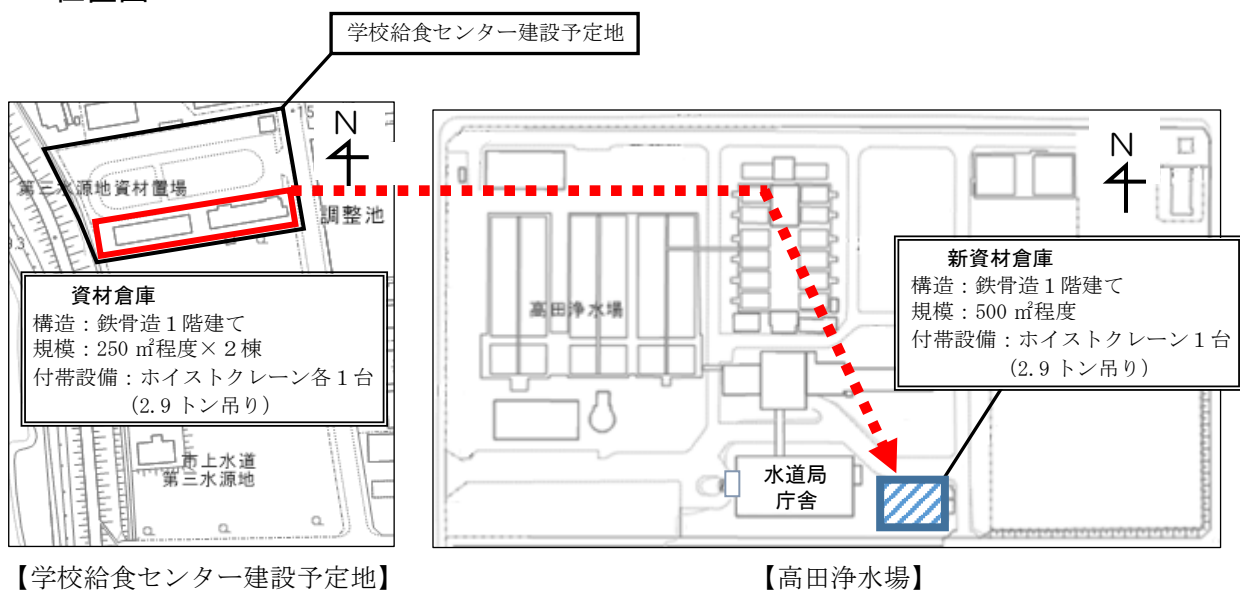 学校給食センター建設予定地
N
第三水源地資材置場
調整池
資材倉庫
構造：鉄骨造１階建て
規模：250 ㎡程度×２棟
付帯設備：ホイストクレーン各１台
(2.9 トン吊り)
市上水道
第三水源地
【学校給食センター建設予定地】
N
高田浄水場
新資材倉庫
構造：鉄骨造１階建て
規模：500 ㎡程度
付帯設備：ホイストクレーン１台
(2.9 トン吊り)
水道局
庁舎
【高田浄水場】